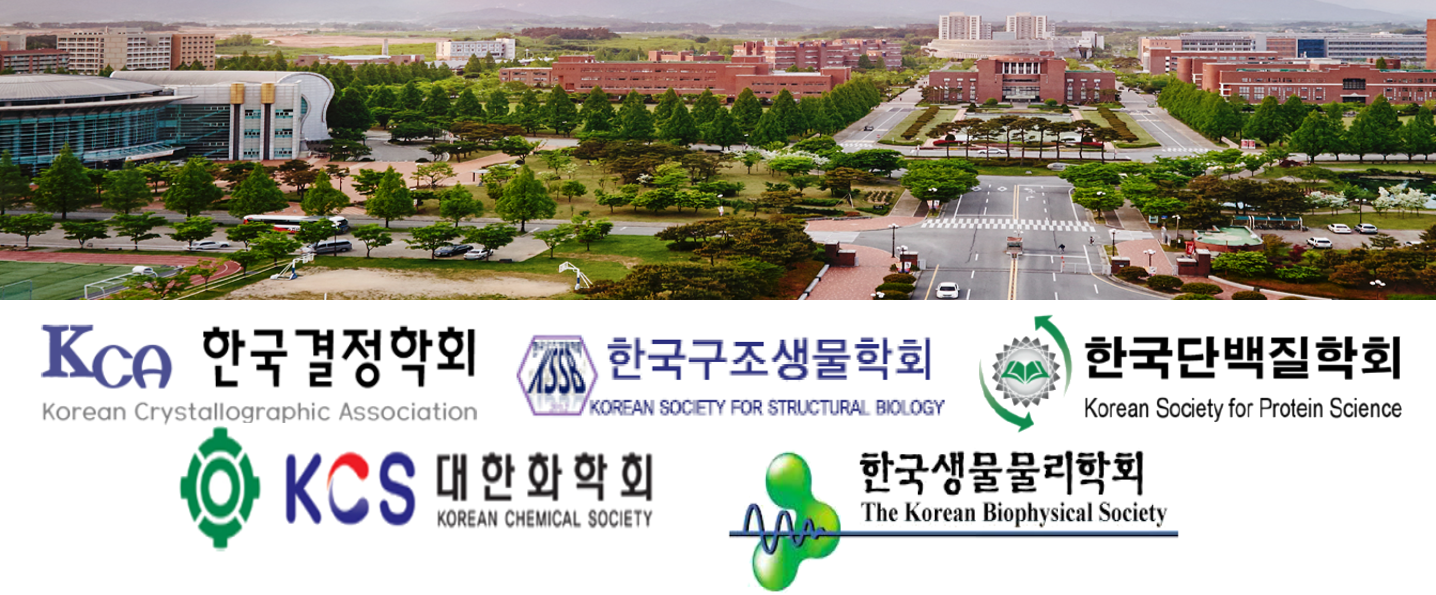 KCA 한국결정학회
Korean Crystallographic Association
KSSB 한국구조생물학회
KOREAN SOCIETY FOR STRUCTURAL BIOLOGY
한국단백질학회
Korean Society for Protein Science
KCS 대한화학회
KOREAN CHEMICAL SOCIETY
한국생물물리학회
The Korean Biophysical Society